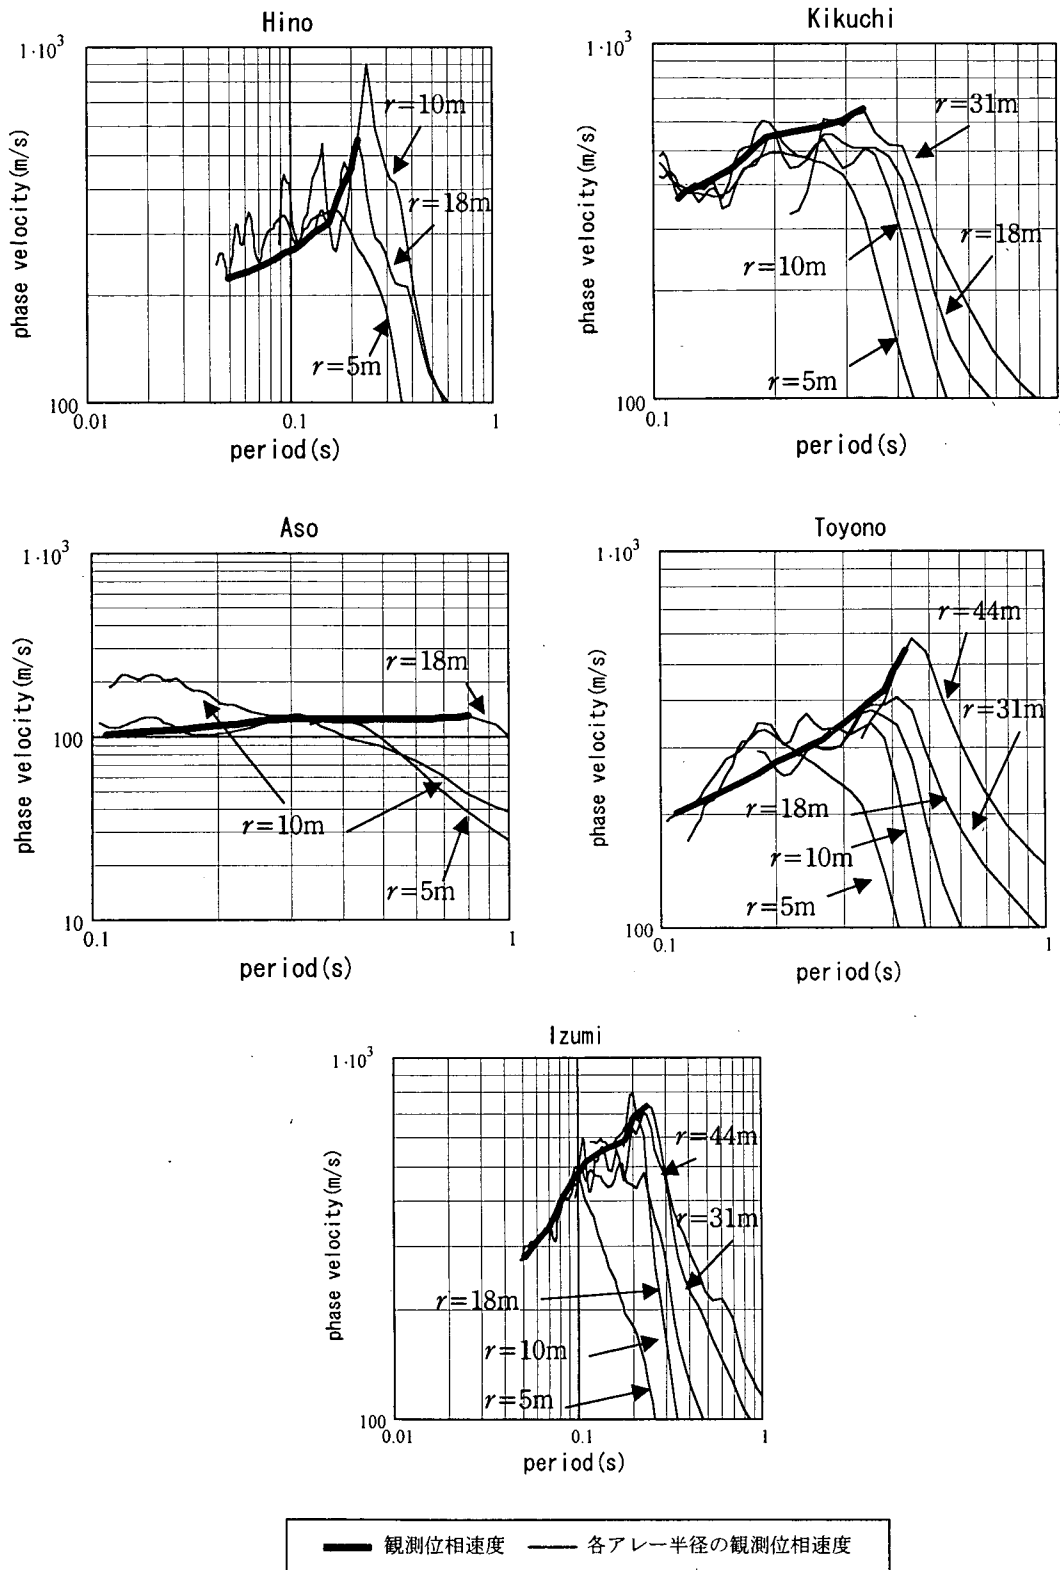 Hino
1·10³
phase velocity(m/s)
r=10m
r=18m
r=5m
100
0.01
0.1
1
period(s)
Kikuchi
1·10³
phase velocity(m/s)
r=31m
r=18m
r=10m
r=5m
100
0.1
1
period(s)
Aso
1·10³
phase velocity(m/s)
r=18m
100
r=10m
r=5m
10
0.1
1
period(s)
Toyono
1·10³
phase velocity(m/s)
r=44m
r=31m
r=18m
r=10m
r=5m
100
0.1
1
period(s)
Izumi
1·10³
phase velocity(m/s)
r=44m
r=31m
r=18m
r=10m
r=5m
100
0.01
0.1
1
period(s)
観測位相速度 各アレー半径の観測位相速度